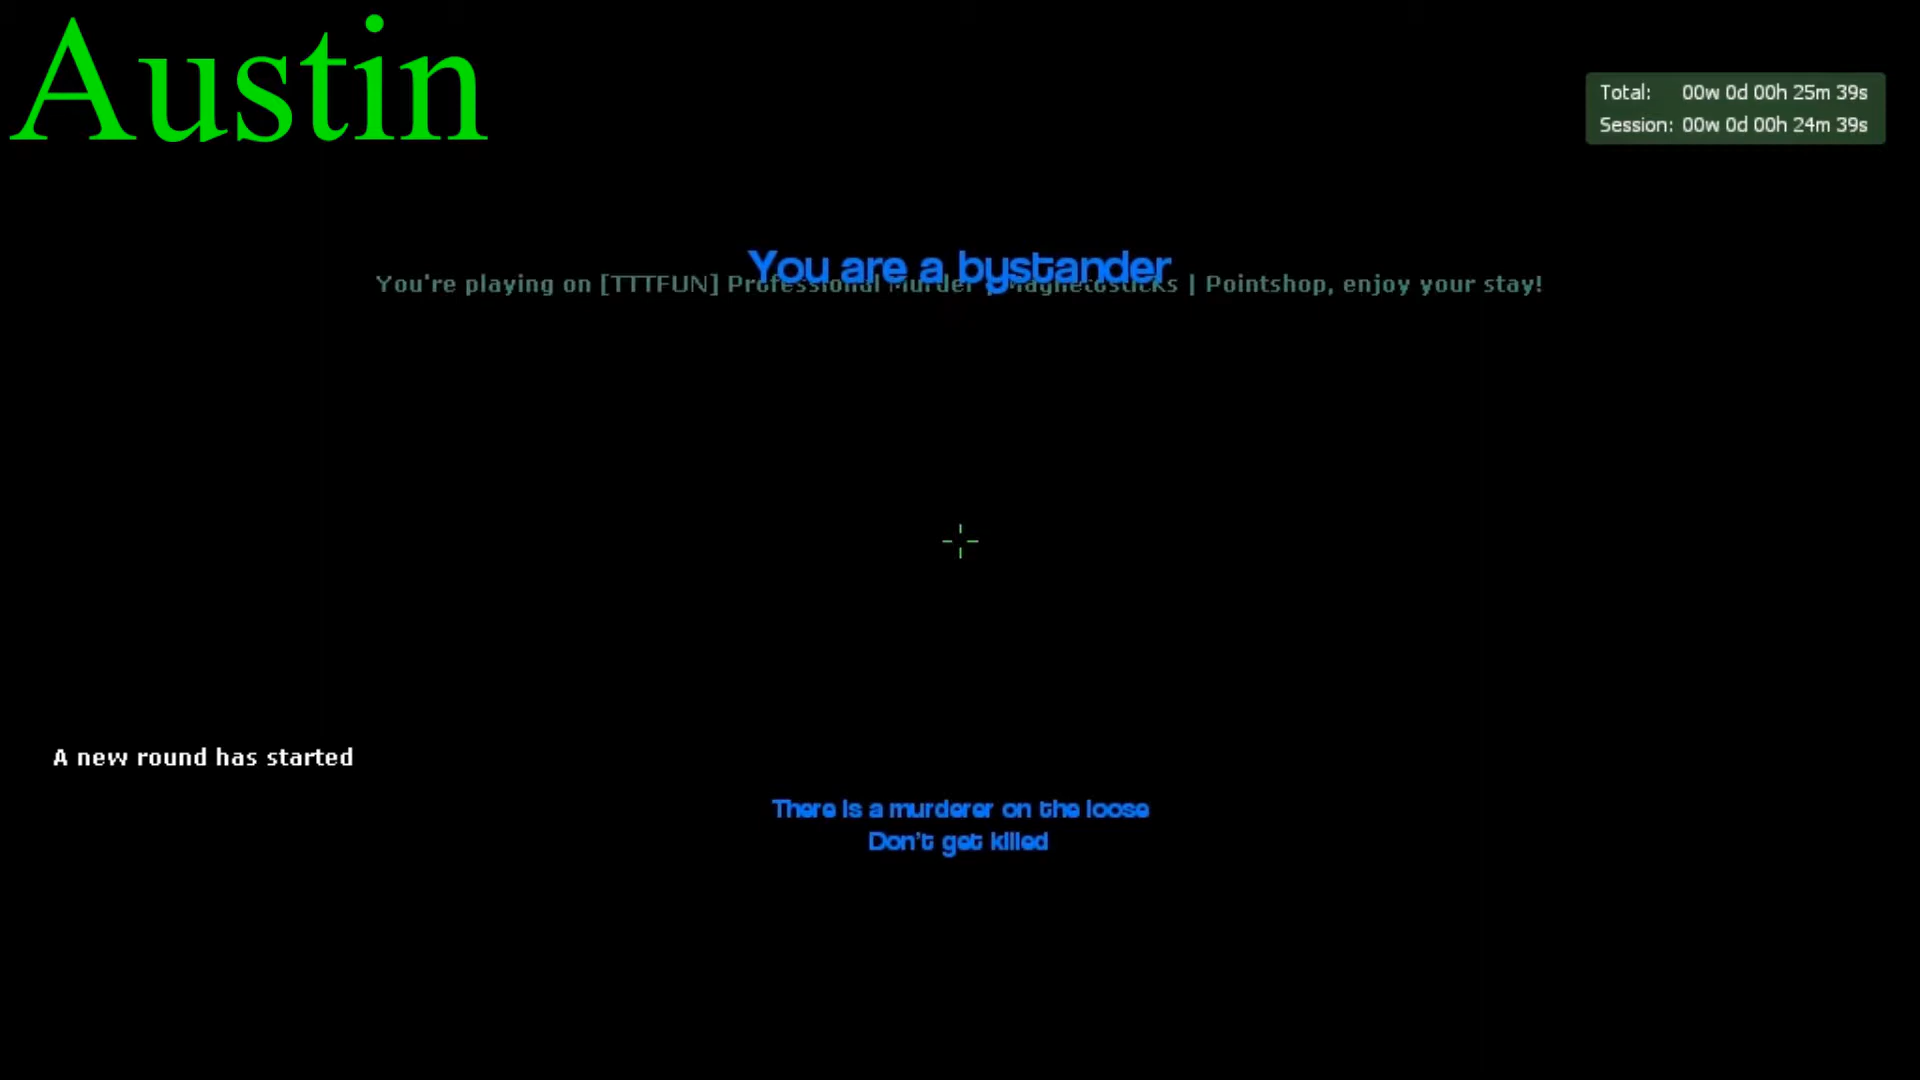 Austin
Total: 00w 0d 00h 25m 39s
Session: 00w 0d 00h 24m 39s
You are a bystander
You're playing on [TTTFUN] Professional Murder | Magnetosticks | Pointshop, enjoy your stay!
A new round has started
There is a murderer on the loose
Don't get killed